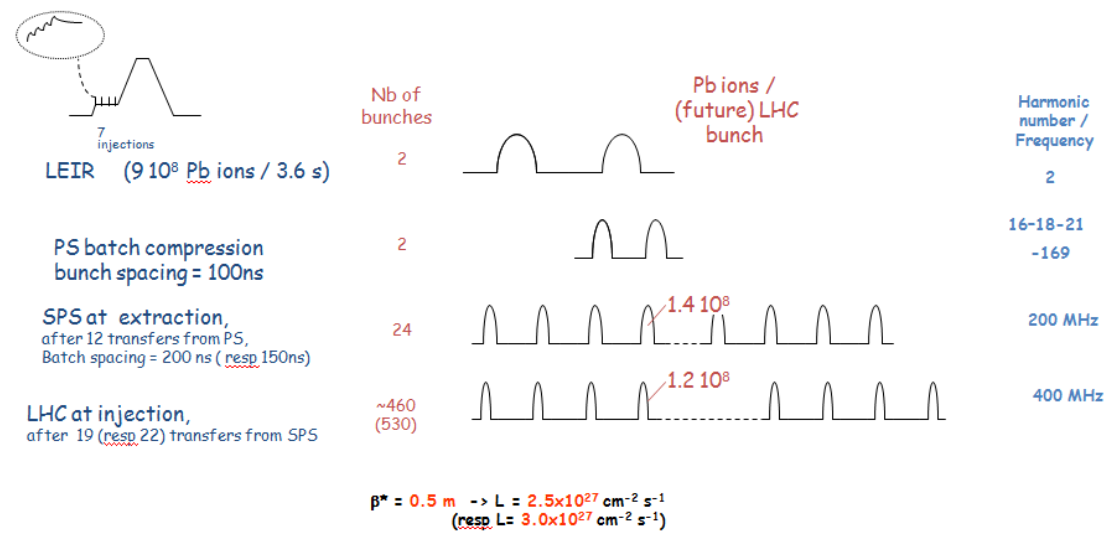 7
injections
LEIR (9 10⁸ Pb ions / 3.6 s)
Nb of
bunches
2
Pb ions /
(future) LHC
bunch
Harmonic
number /
Frequency
2
PS batch compression
bunch spacing = 100ns
2
16-18-21
-169
SPS at extraction,
after 12 transfers from PS,
Batch spacing = 200 ns ( resp 150ns)
24
1.4 10⁸
200 MHz
LHC at injection,
after 19 (resp 22) transfers from SPS
~460
(530)
1.2 10⁸
400 MHz
β* = 0.5 m -> L = 2.5x10²⁷ cm⁻² s⁻¹
(resp L= 3.0x10²⁷ cm⁻² s⁻¹)